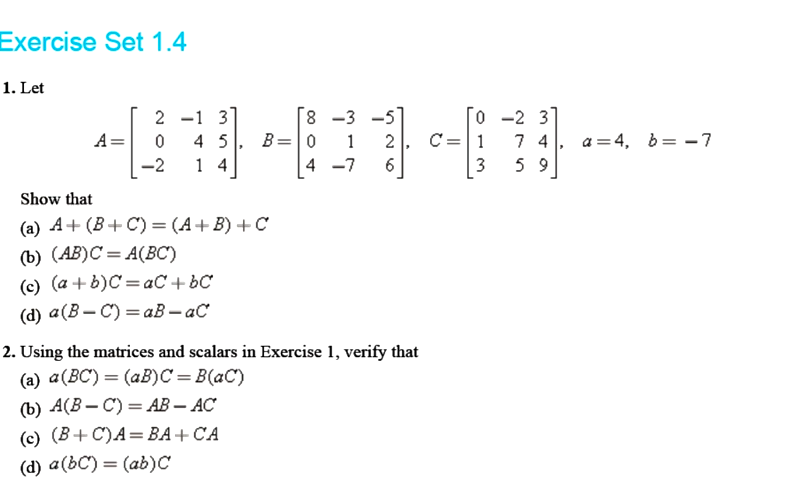 Exercise Set 1.4
1. Let
A = [ 2 −1 3 ; 0 4 5 ; −2 1 4 ], B = [ 8 −3 −5 ; 0 1 2 ; 4 −7 6 ], C = [ 0 −2 3 ; 1 7 4 ; 3 5 9 ], a = 4, b = −7
Show that
(a) A + (B + C) = (A + B) + C
(b) (AB)C = A(BC)
(c) (a + b)C = aC + bC
(d) a(B − C) = aB − aC
2. Using the matrices and scalars in Exercise 1, verify that
(a) a(BC) = (aB)C = B(aC)
(b) A(B − C) = AB − AC
(c) (B + C)A = BA + CA
(d) a(bC) = (ab)C